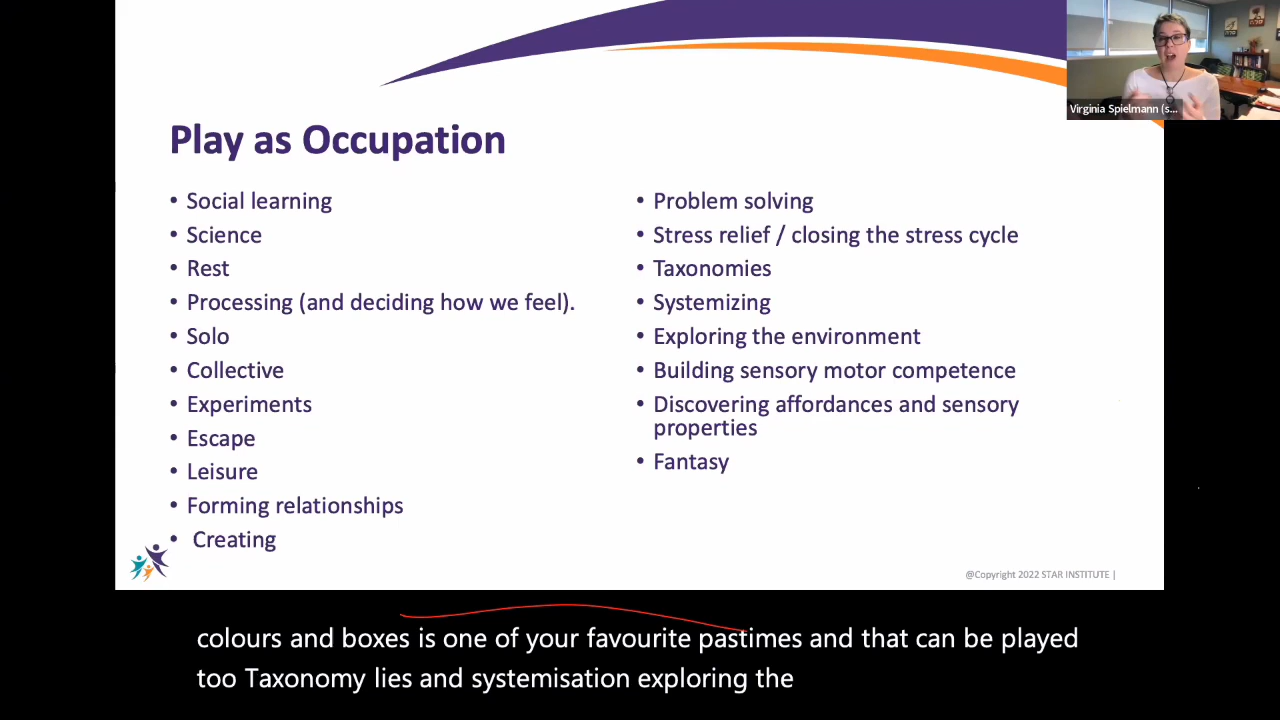 Virginia Spielmann (s...
Play as Occupation
• Social learning
• Science
• Rest
• Processing (and deciding how we feel).
• Solo
• Collective
• Experiments
• Escape
• Leisure
• Forming relationships
• Creating
• Problem solving
• Stress relief / closing the stress cycle
• Taxonomies
• Systemizing
• Exploring the environment
• Building sensory motor competence
• Discovering affordances and sensory
properties
• Fantasy
@Copyright 2022 STAR INSTITUTE |
colours and boxes is one of your favourite pastimes and that can be played
too Taxonomy lies and systemisation exploring the